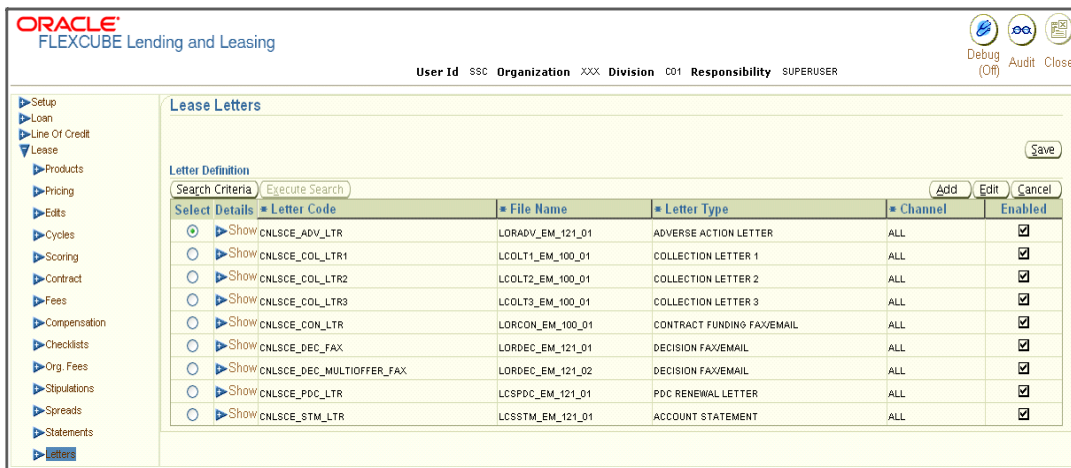 ORACLE
FLEXCUBE Lending and Leasing
Debug (Off)
Audit
Close
User Id SSC Organization XXX Division C01 Responsibility SUPERUSER
Setup
Loan
Line Of Credit
Lease
Products
Pricing
Edits
Cycles
Scoring
Contract
Fees
Compensation
Checklists
Org. Fees
Stipulations
Spreads
Statements
Letters
Lease Letters
Save
Letter Definition
Search Criteria Execute Search Add Edit Cancel
Select Details * Letter Code * File Name * Letter Type * Channel Enabled
Show CNLSCE_ADV_LTR LORADV_EM_121_01 ADVERSE ACTION LETTER ALL
Show CNLSCE_COL_LTR1 LCOLT1_EM_100_01 COLLECTION LETTER 1 ALL
Show CNLSCE_COL_LTR2 LCOLT2_EM_100_01 COLLECTION LETTER 2 ALL
Show CNLSCE_COL_LTR3 LCOLT3_EM_100_01 COLLECTION LETTER 3 ALL
Show CNLSCE_CON_LTR LORCON_EM_100_01 CONTRACT FUNDING FAX/EMAIL ALL
Show CNLSCE_DEC_FAX LORDEC_EM_121_01 DECISION FAX/EMAIL ALL
Show CNLSCE_DEC_MULTIOFFER_FAX LORDEC_EM_121_02 DECISION FAX/EMAIL ALL
Show CNLSCE_PDC_LTR LCSPDC_EM_121_01 PDC RENEWAL LETTER ALL
Show CNLSCE_STM_LTR LCSSTM_EM_121_01 ACCOUNT STATEMENT ALL